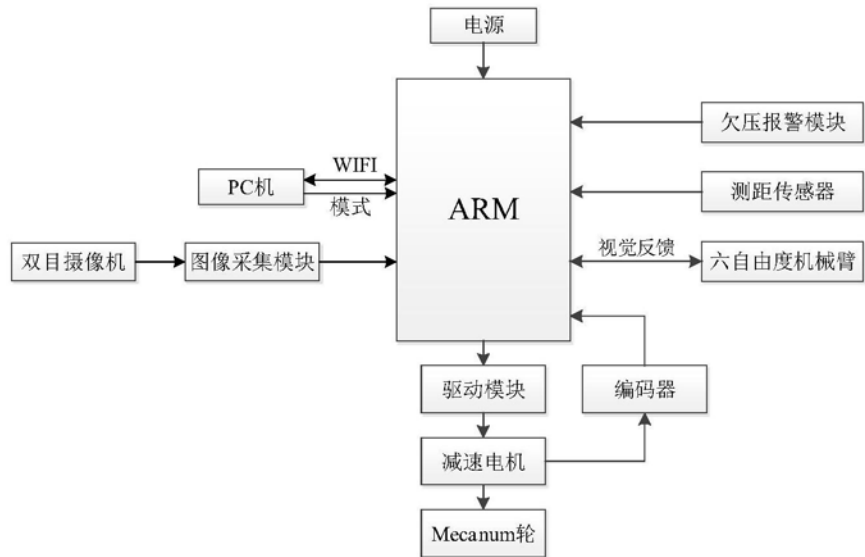 电源
欠压报警模块
WIFI
PC机
模式
ARM
测距传感器
视觉反馈
双目摄像机
图像采集模块
六自由度机械臂
驱动模块
编码器
减速电机
Mecanum轮